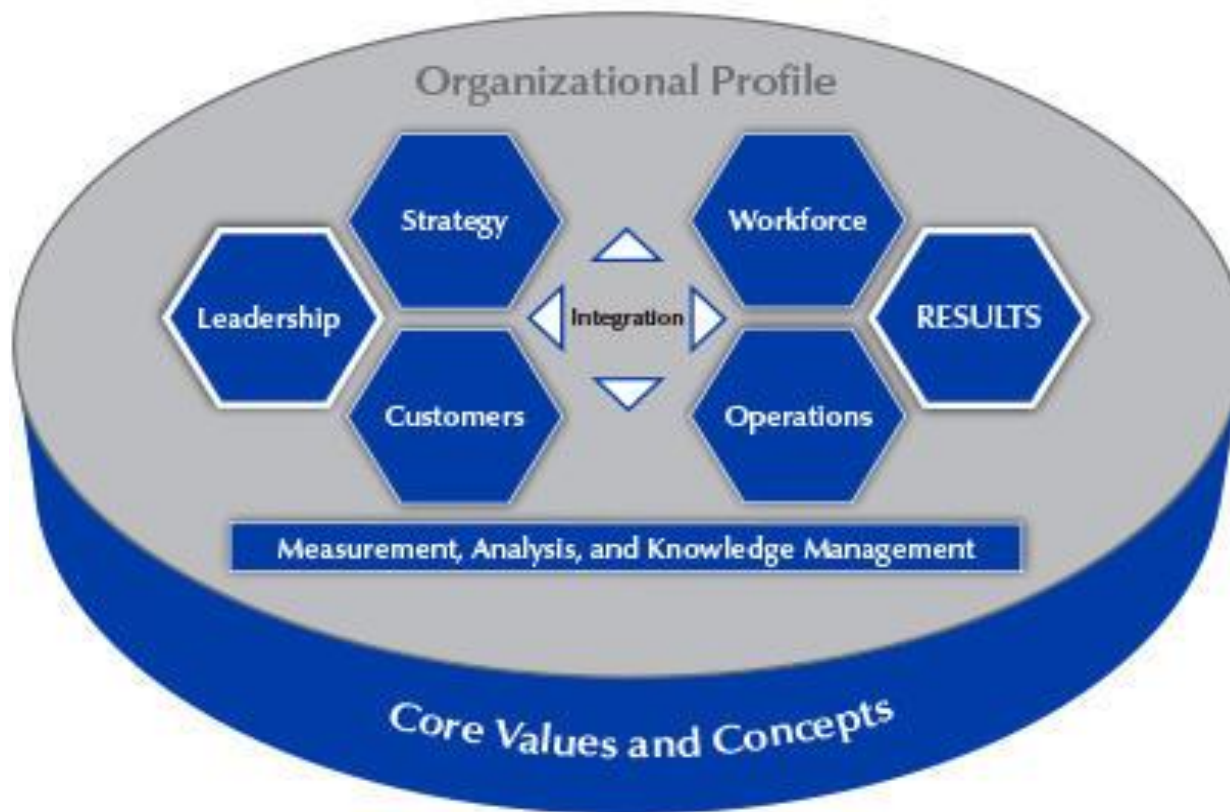 Organizational Profile
Strategy
Workforce
Leadership
Integration
RESULTS
Customers
Operations
Measurement, Analysis, and Knowledge Management
Core Values and Concepts